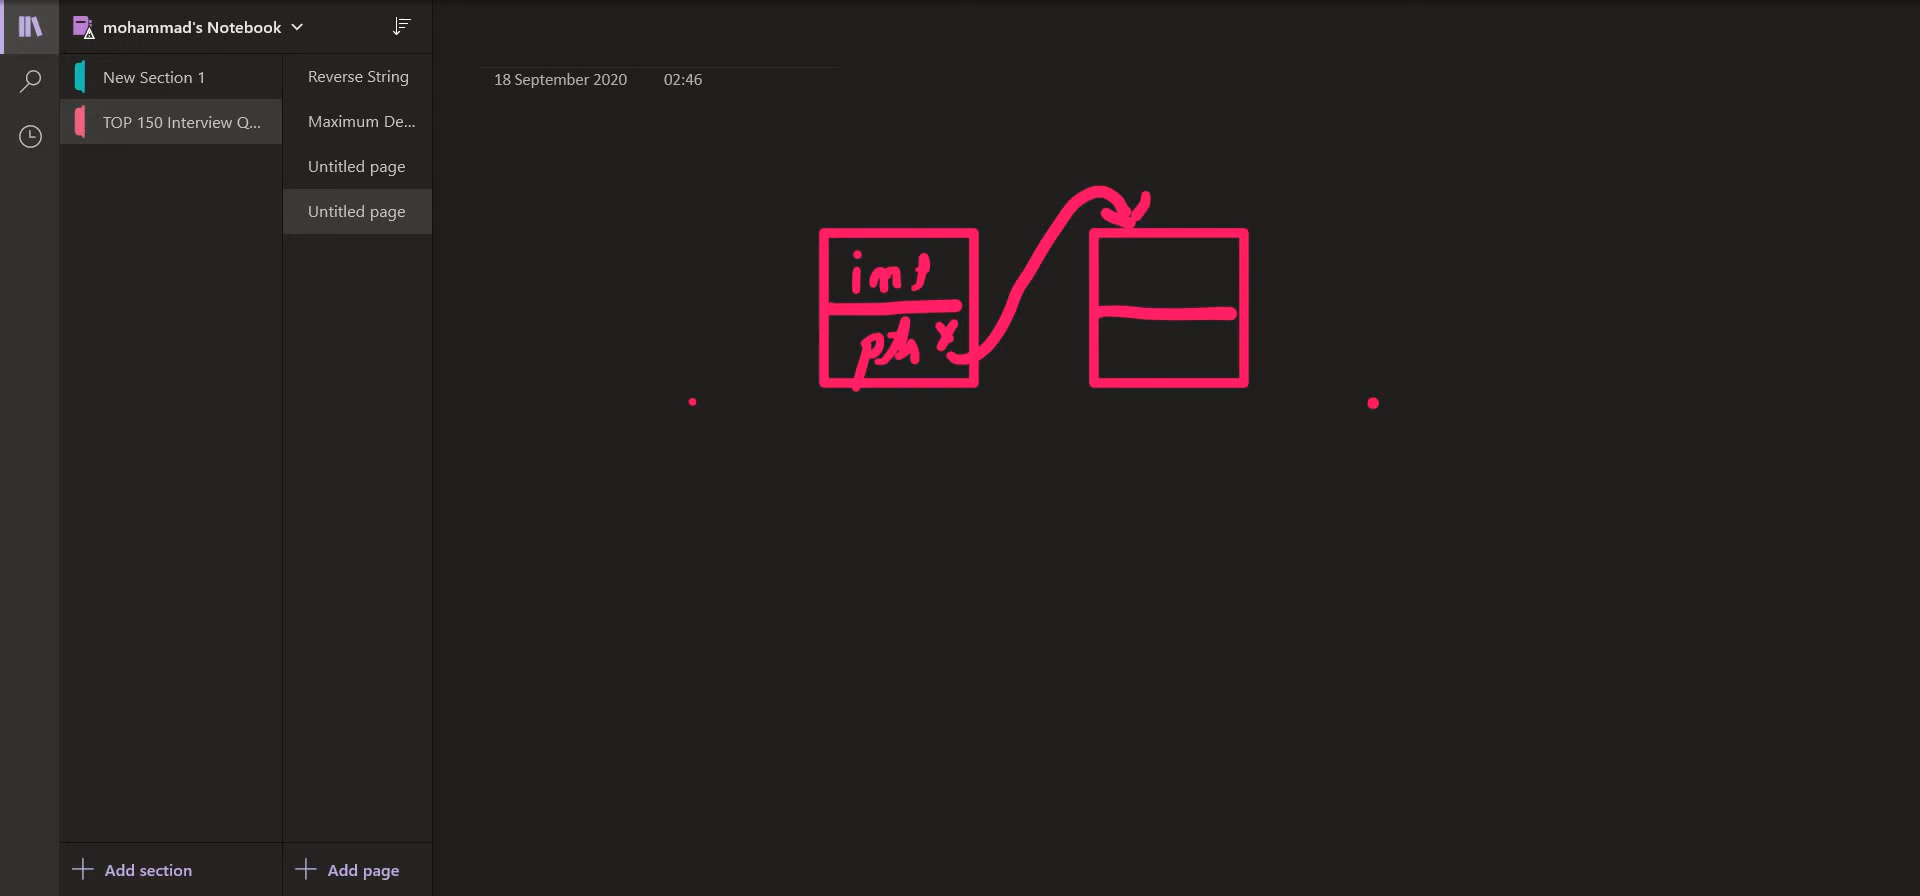 mohammad's Notebook
New Section 1
TOP 150 Interview Q...
Reverse String
Maximum De...
Untitled page
Untitled page
18 September 2020 02:46
int
Add section
Add page